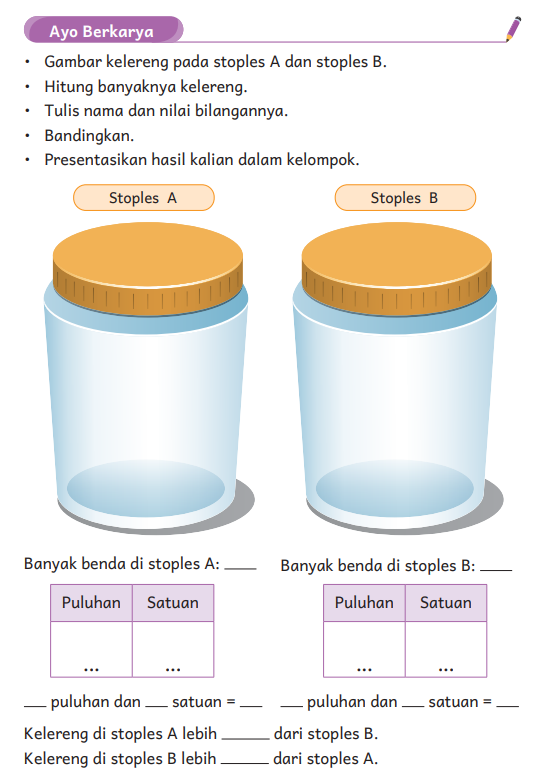 Ayo Berkarya
• Gambar kelereng pada stoples A dan stoples B.
• Hitung banyaknya kelereng.
• Tulis nama dan nilai bilangannya.
• Bandingkan.
• Presentasikan hasil kalian dalam kelompok.
Stoples A
Stoples B
Banyak benda di stoples A: ____
Banyak benda di stoples B: ____
Puluhan Satuan
... ...
Puluhan Satuan
... ...
___ puluhan dan ___ satuan = ___
___ puluhan dan ___ satuan = ___
Kelereng di stoples A lebih ______ dari stoples B.
Kelereng di stoples B lebih ______ dari stoples A.